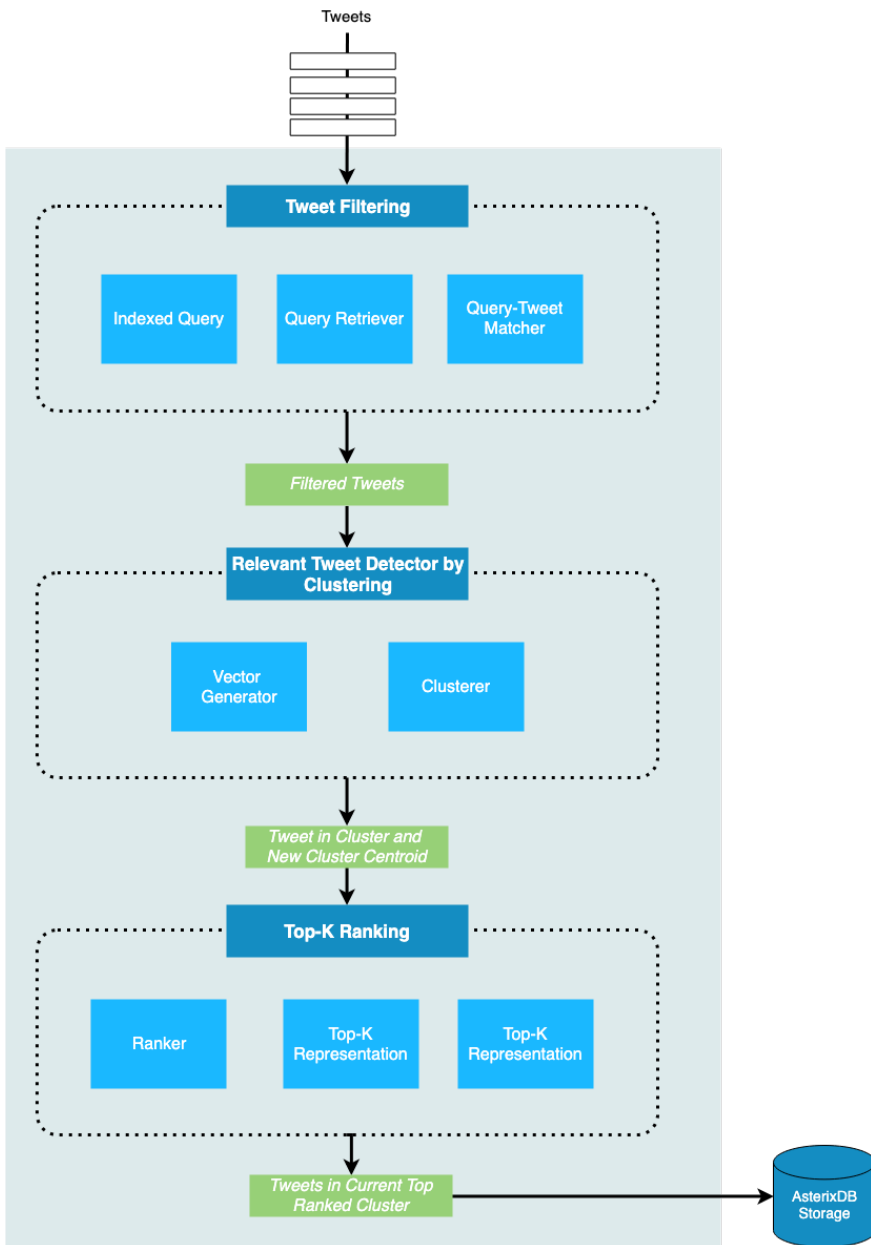 Tweets
Tweet Filtering
Indexed Query
Query Retriever
Query-Tweet
Matcher
Filtered Tweets
Relevant Tweet Detector by
Clustering
Vector
Generator
Clusterer
Tweet in Cluster and
New Cluster Centroid
Top-K Ranking
Ranker
Top-K
Representation
Top-K
Representation
Tweets in Current Top
Ranked Cluster
AsterixDB
Storage